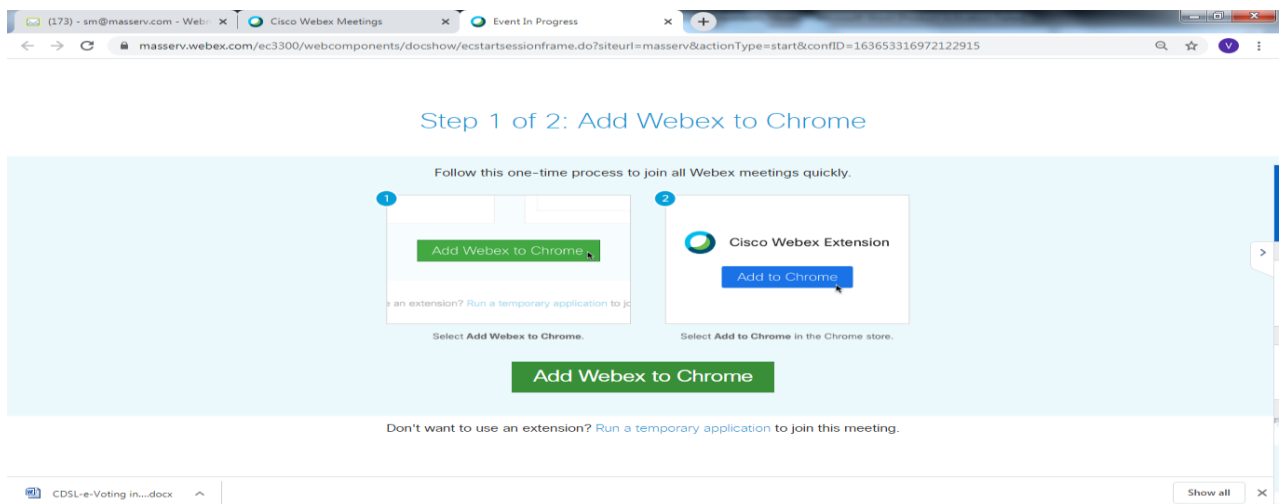 (173) - sm@masserv.com - Web
Cisco Webex Meetings
Event In Progress
masserv.webex.com/ec3300/webcomponents/docshow/ecstartsessionframe.do?siteurl=masserv&actionType=start&confID=163653316972122915
V
Step 1 of 2: Add Webex to Chrome
Follow this one-time process to join all Webex meetings quickly.
1
2
Add Webex to Chrome
an extension? Run a temporary application to jo
Cisco Webex Extension
Add to Chrome
Select Add Webex to Chrome.
Select Add to Chrome in the Chrome store.
Add Webex to Chrome
Don't want to use an extension? Run a temporary application to join this meeting.
CDSL-e-Voting in....docx
Show all